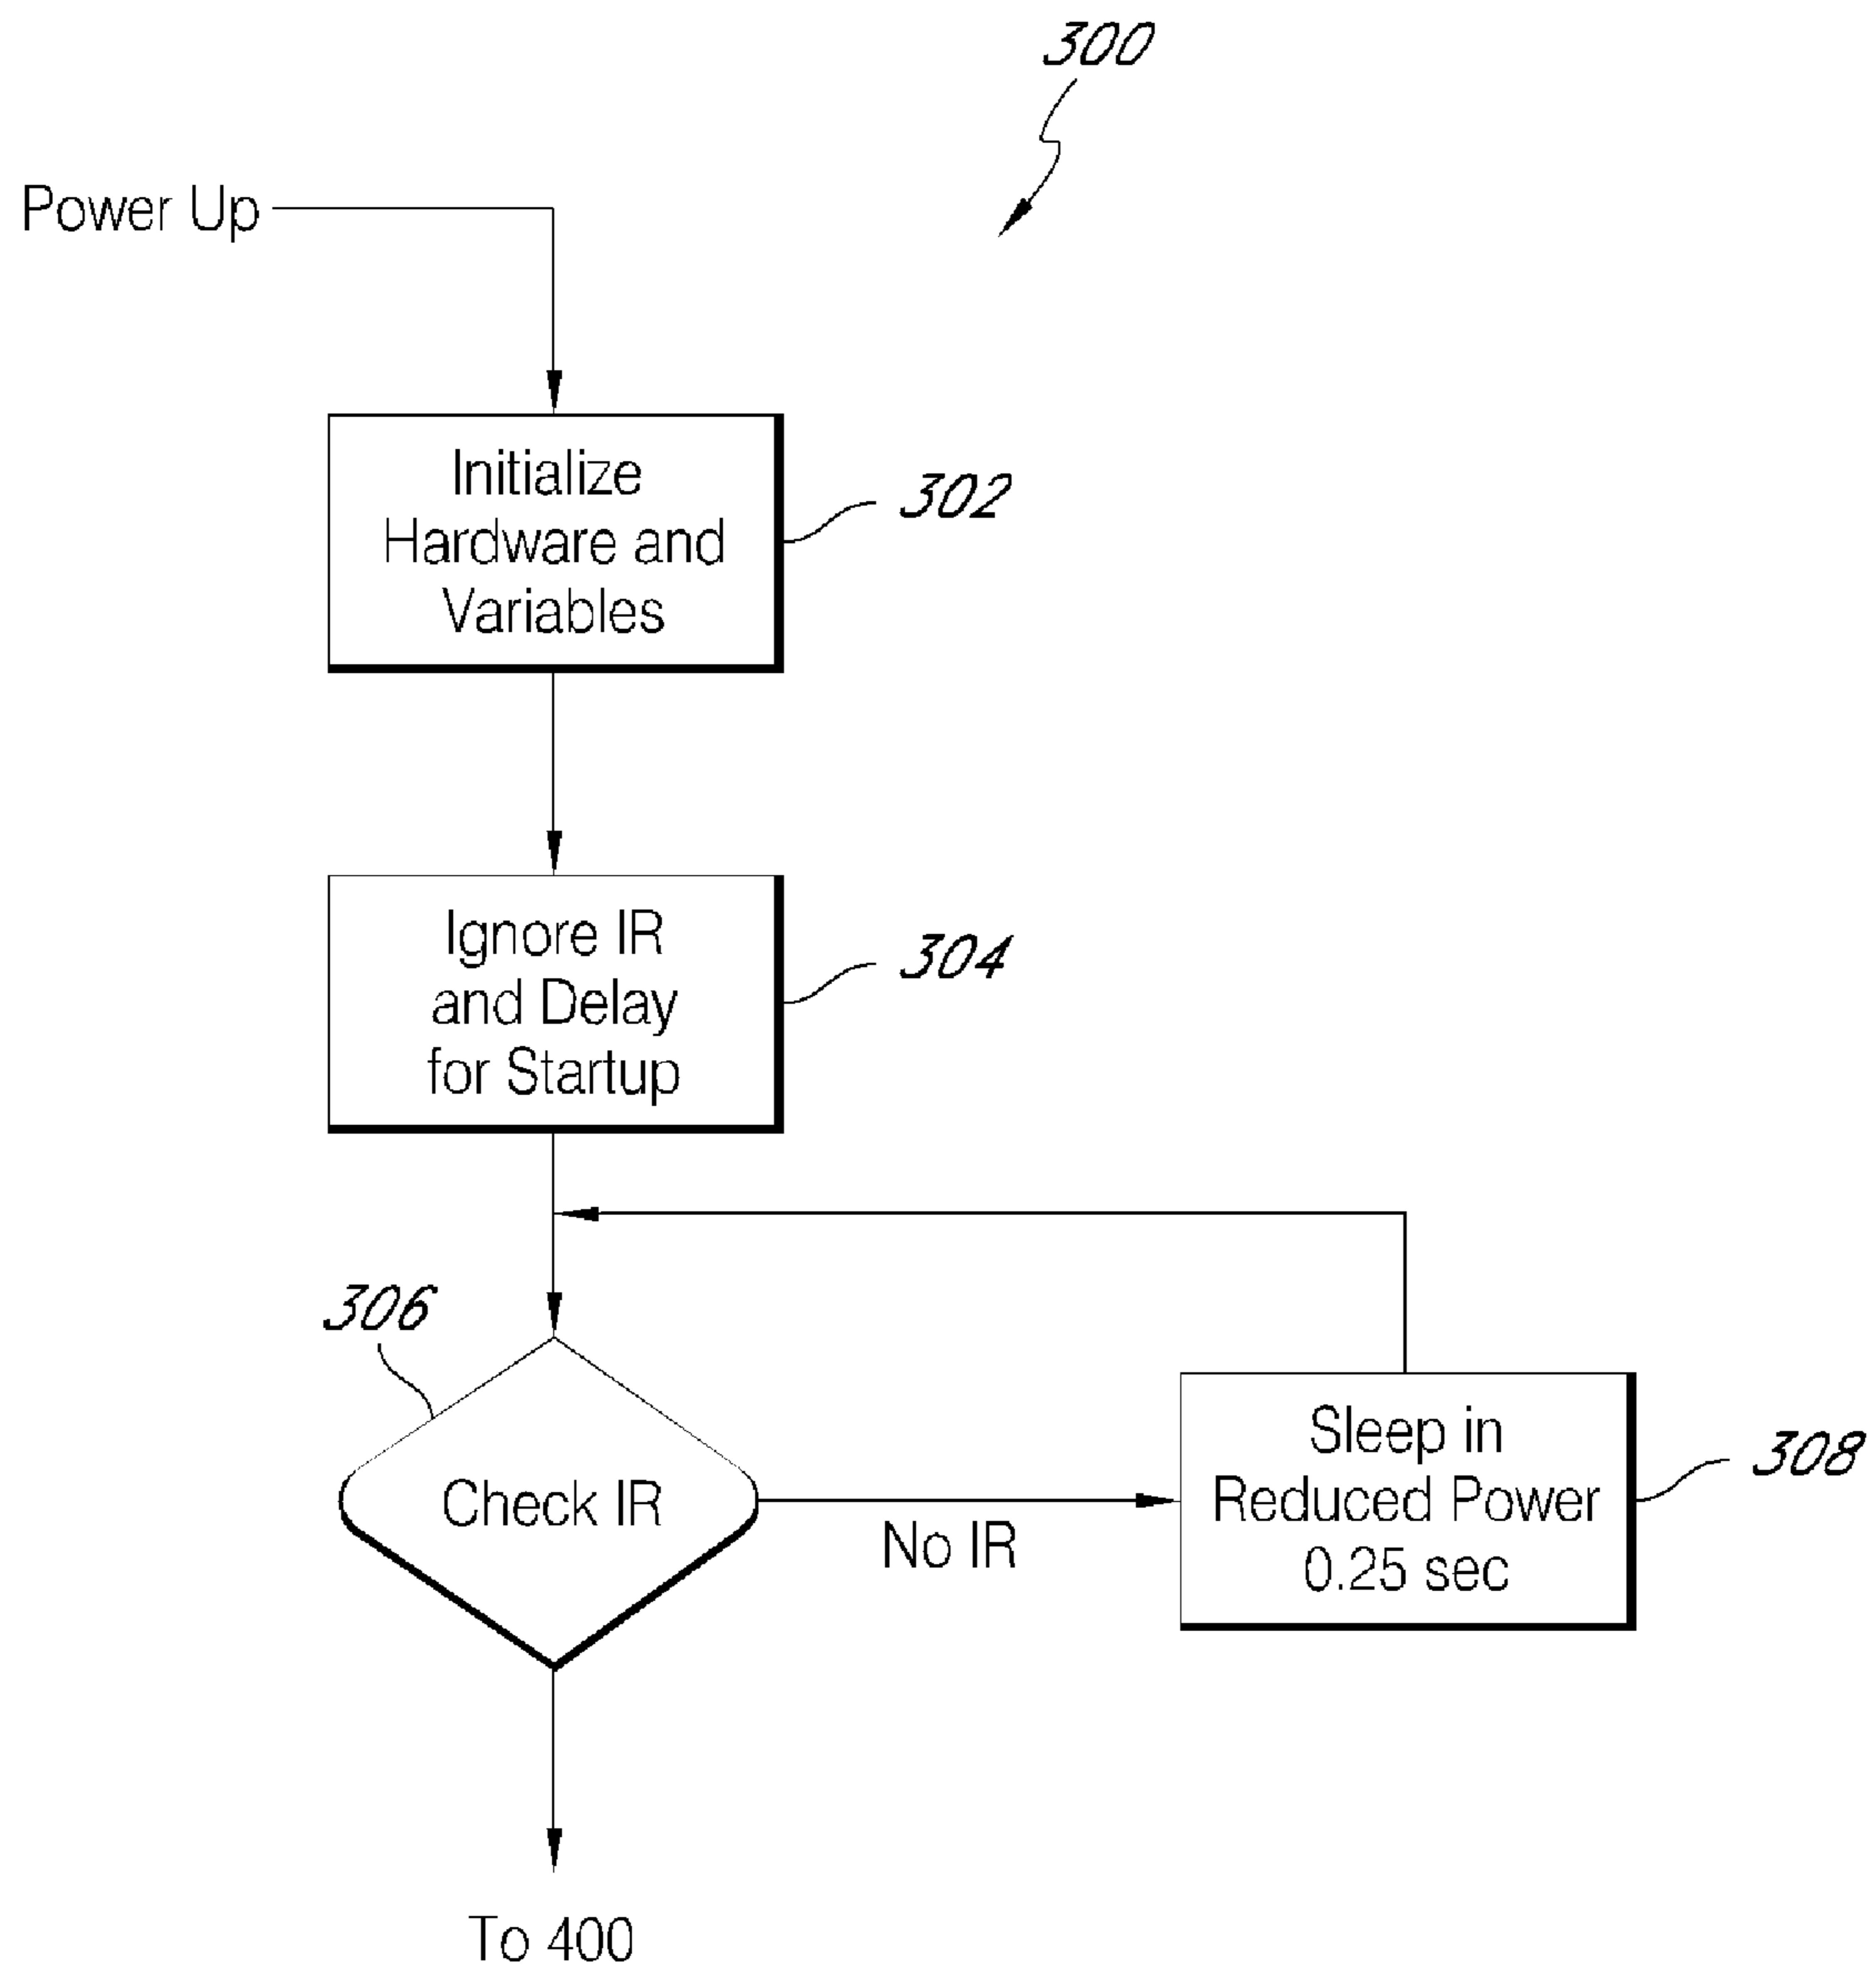 300
Power Up
Initialize
Hardware and
Variables
302
Ignore IR
and Delay
for Startup
304
306
Check IR
No IR
Sleep in
Reduced Power
0.25 sec
308
To 400